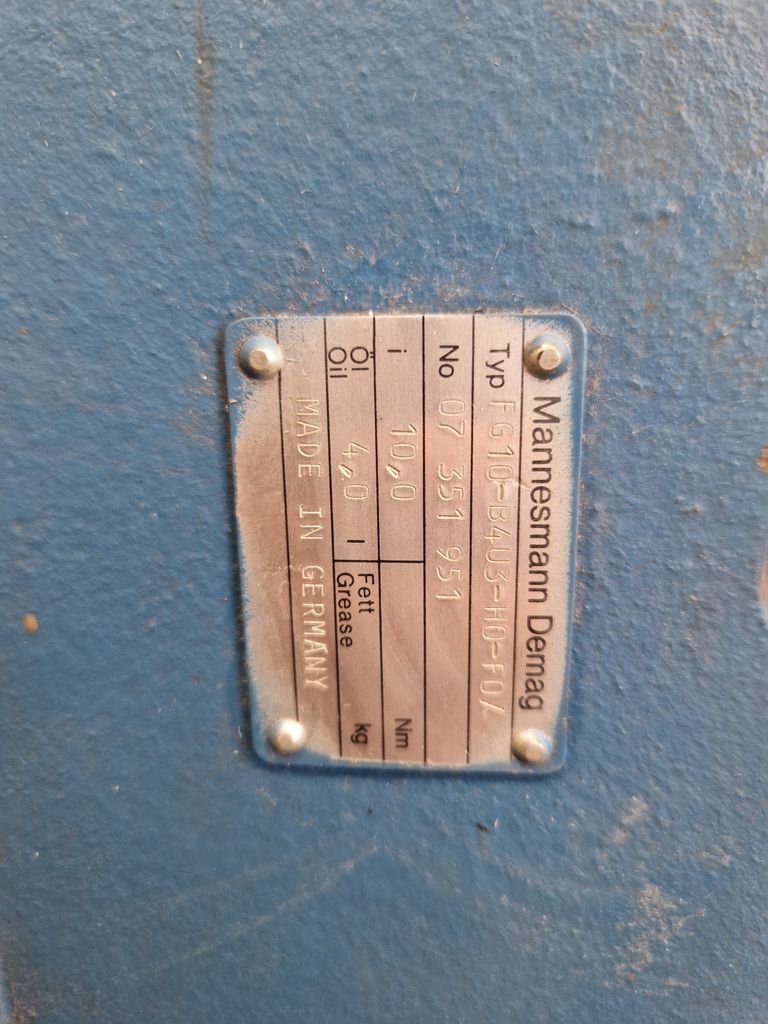 Mannesmann Demag
Typ FG10-B4U3-H0-F0/
No 07 351 951
i 10,0 Nm
Öl Oil 4,0 l Fett Grease kg
MADE IN GERMANY